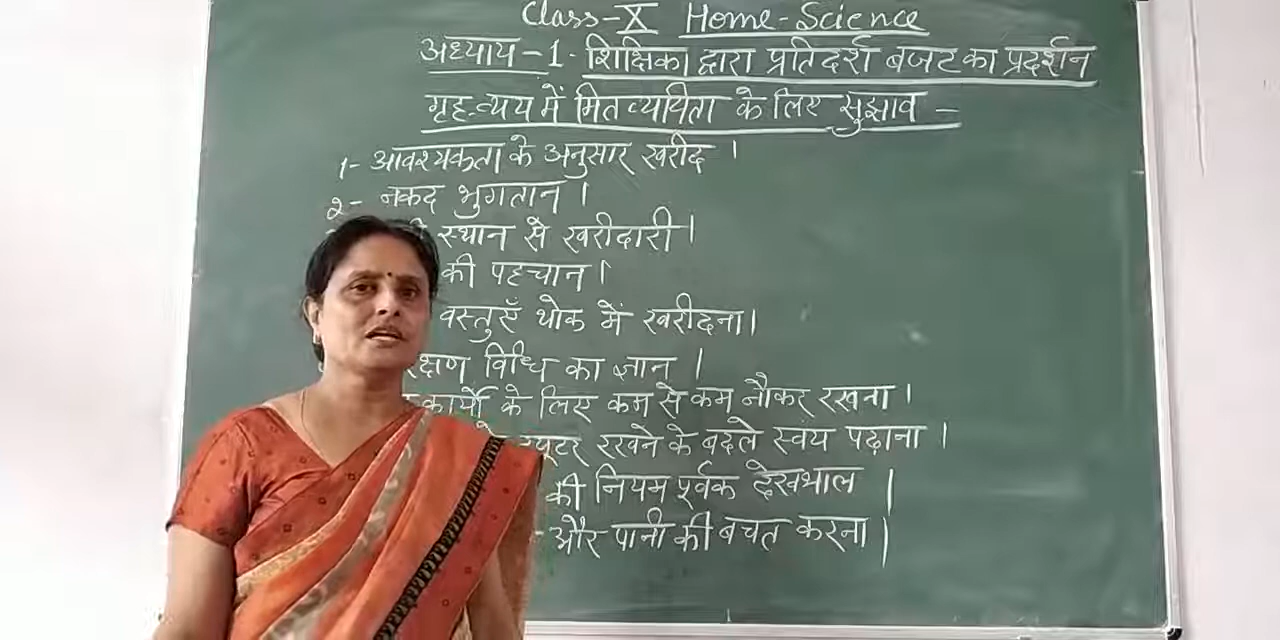 Class-X Home-Science
अध्याय-1. शिक्षिका द्वारा प्रतिदर्श बजट का प्रदर्शन
गृह-व्यय में मितव्ययिता के लिए सुझाव -
1- आवश्यकता के अनुसार खरीद ।
2- नकद भुगतान ।
स्थान से खरीदारी ।
की पहचान ।
वस्तुएँ थोक में खरीदना ।
विधि का ज्ञान ।
कार्यों के लिए कम से कम नौकर रखना ।
रखने के बदले स्वयं पढ़ाना ।
की नियम पूर्वक देखभाल ।
और पानी की बचत करना ।